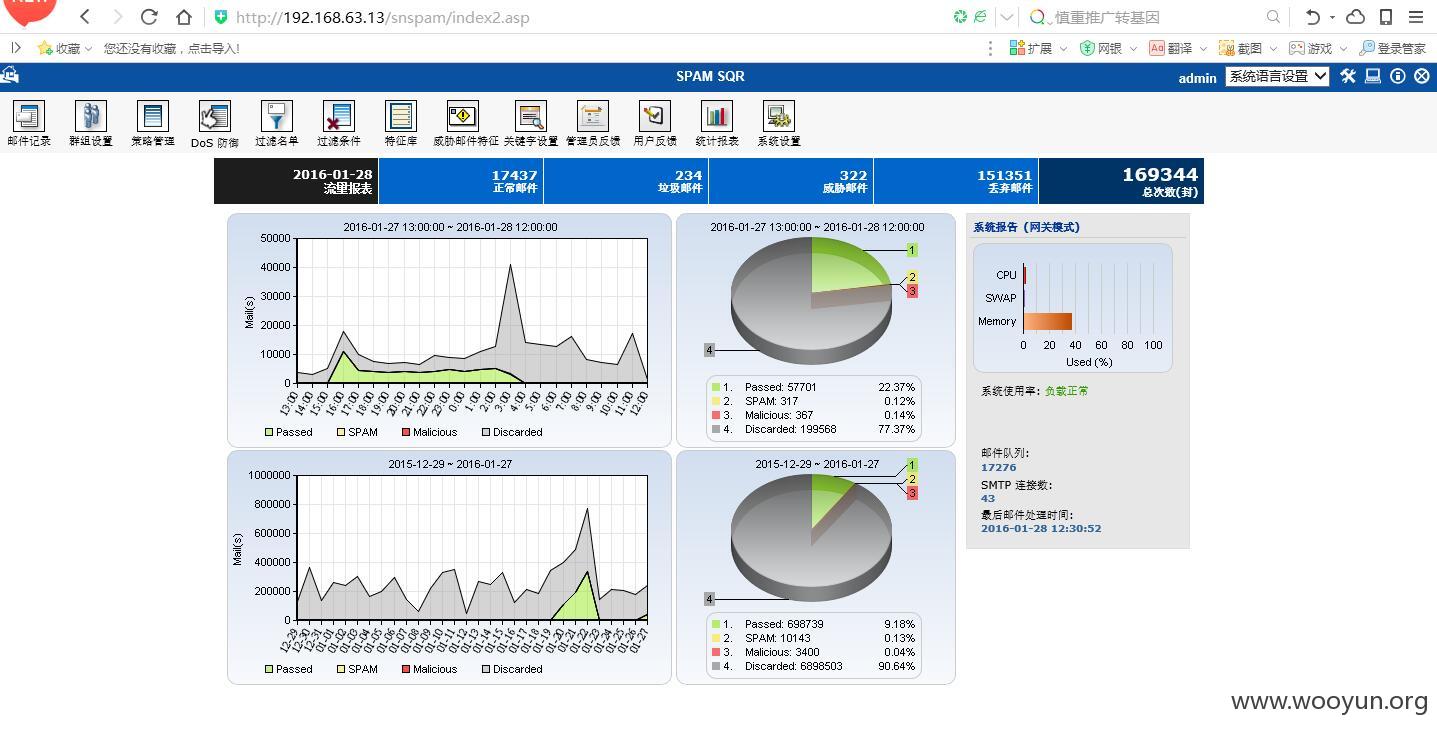 NEW
http://192.168.63.13/snspam/index2.asp
慎重推广转基因
收藏 您还没有收藏，点击导入!
扩展 网银 翻译 截图 游戏 登录管家
SPAM SQR
admin 系统语言设置
邮件记录 群组设置 策略管理 DoS 防御 过滤名单 过滤条件 特征库 威胁邮件特征 关键字设置 管理员反馈 用户反馈 统计报表 系统设置
2016-01-28 17437 234 322 151351 169344
流量报表 正常邮件 垃圾邮件 威胁邮件 丢弃邮件 总次数(封)
2016-01-27 13:00:00 ~ 2016-01-28 12:00:00
50000
40000
30000
20000
10000
0
Mail(s)
13:00 14:00 15:00 16:00 17:00 18:00 19:00 20:00 21:00 22:00 23:00 0:00 1:00 2:00 3:00 4:00 5:00 6:00 7:00 8:00 9:00 10:00 11:00 12:00
Passed SPAM Malicious Discarded
2016-01-27 13:00:00 ~ 2016-01-28 12:00:00
1
2
3
4
1. Passed: 57701 22.37%
2. SPAM: 317 0.12%
3. Malicious: 367 0.14%
4. Discarded: 199568 77.37%
系统报告 (网关模式)
CPU
SWAP
Memory
0 20 40 60 80 100
Used (%)
系统使用率: 负载正常
邮件队列:
17276
SMTP 连接数:
43
最后邮件处理时间:
2016-01-28 12:30:52
2015-12-29 ~ 2016-01-27
1000000
800000
600000
400000
200000
0
Mail(s)
12-29 12-30 12-31 01-01 01-02 01-03 01-04 01-05 01-06 01-07 01-08 01-09 01-10 01-11 01-12 01-13 01-14 01-15 01-16 01-17 01-18 01-19 01-20 01-21 01-22 01-23 01-24 01-25 01-26 01-27
Passed SPAM Malicious Discarded
2015-12-29 ~ 2016-01-27
1
2
3
4
1. Passed: 698739 9.18%
2. SPAM: 10143 0.13%
3. Malicious: 3400 0.04%
4. Discarded: 6898503 90.64%
www.wooyun.org